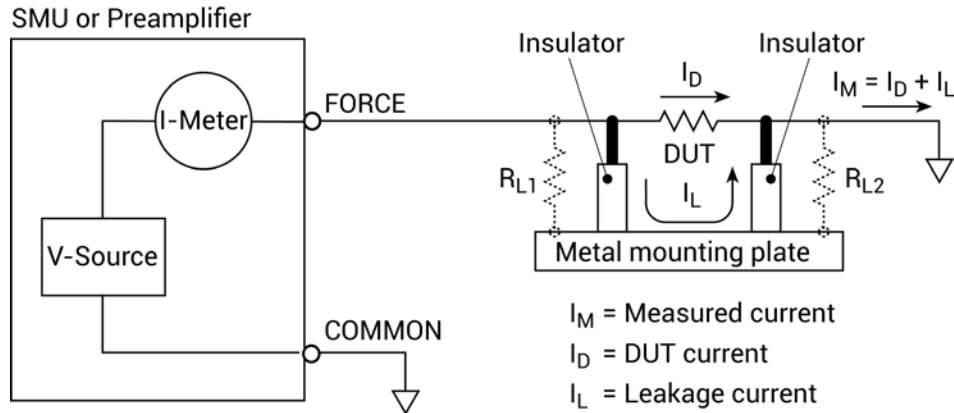 SMU or Preamplifier
Insulator
Insulator
I-Meter
FORCE
I_D
I_M = I_D + I_L
DUT
R_L1
I_L
R_L2
V-Source
Metal mounting plate
COMMON
I_M = Measured current
I_D = DUT current
I_L = Leakage current